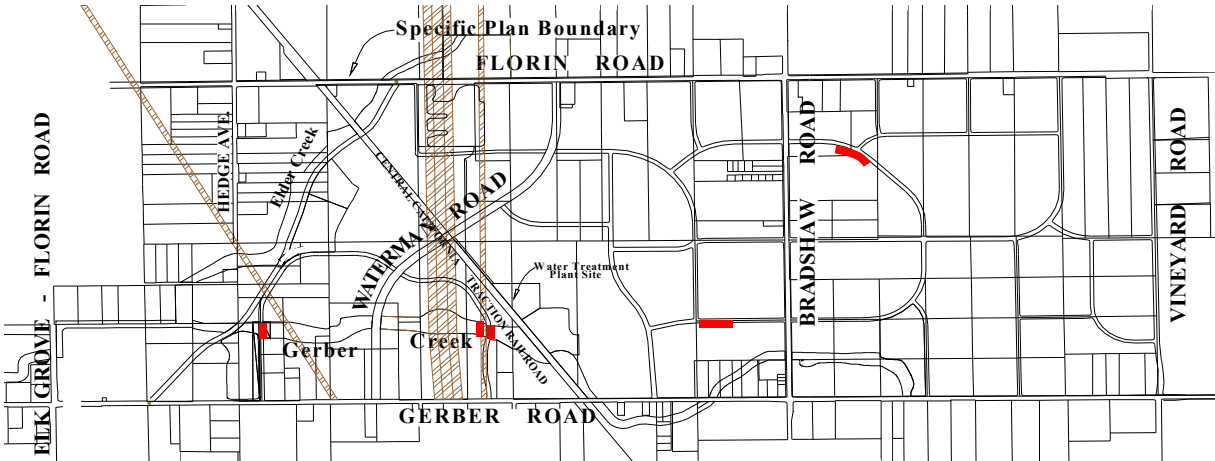 Specific Plan Boundary
FLORIN ROAD
ELK GROVE - FLORIN ROAD
HEDGE AVE.
Elder Creek
CENTRAL CALIFORNIA
TRACTION RAILROAD
WATERMAN ROAD
Water Treatment
Plant Site
BRADSHAW ROAD
VINEYARD ROAD
Gerber
Creek
GERBER ROAD